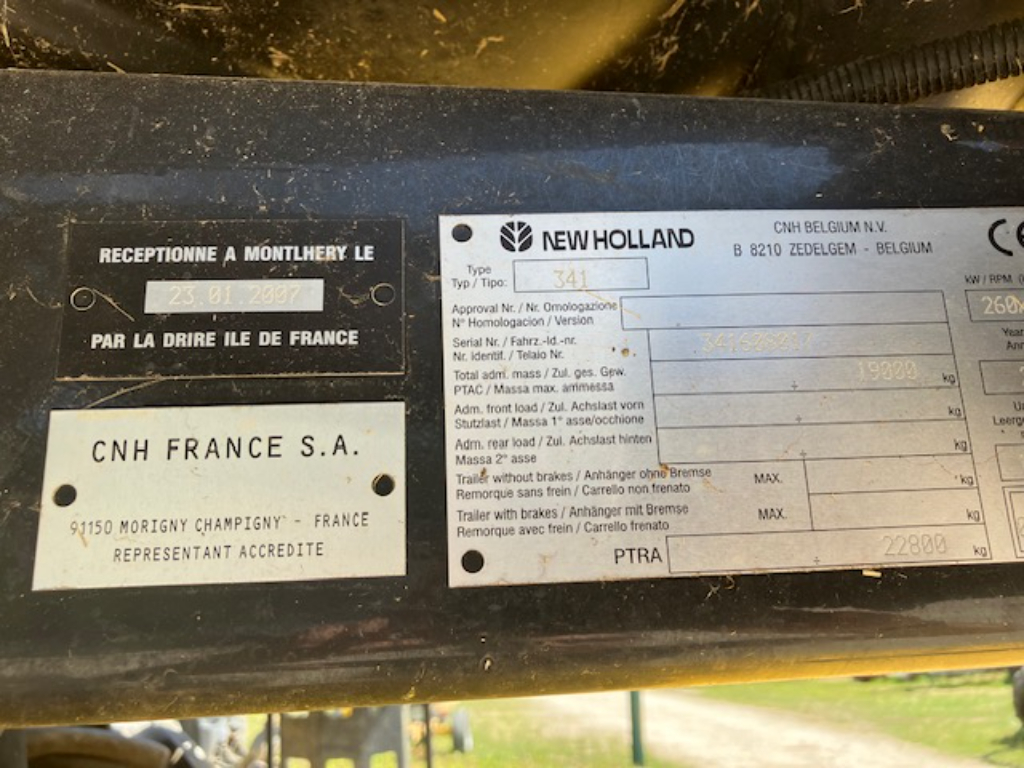 RECEPTIONNE A MONTLHERY LE
23.01.2007
PAR LA DRIRE ILE DE FRANCE
CNH FRANCE S.A.
91150 MORIGNY CHAMPIGNY - FRANCE
REPRESENTANT ACCREDITE
NEW HOLLAND
CNH BELGIUM N.V.
B 8210 ZEDELGEM - BELGIUM
CE
Type
Typ / Tipo:
341
Approval Nr. / Nr. Omologazione
N° Homologacion / Version
Serial Nr. / Fahrz.-Id.-nr.
Nr. identif. / Telaio Nr.
Total adm. mass / Zul. ges. Gew.
PTAC / Massa max. ammessa
19000 kg
Adm. front load / Zul. Achslast vorn
Stutzlast / Massa 1° asse/occhione
kg
Adm. rear load / Zul. Achslast hinten
Massa 2° asse
kg
Trailer without brakes / Anhänger ohne Bremse
Remorque sans frein / Carrello non frenato
MAX.
kg
Trailer with brakes / Anhänger mit Bremse
Remorque avec frein / Carrello frenato
MAX.
kg
PTRA
22800 kg
kW / RPM
260